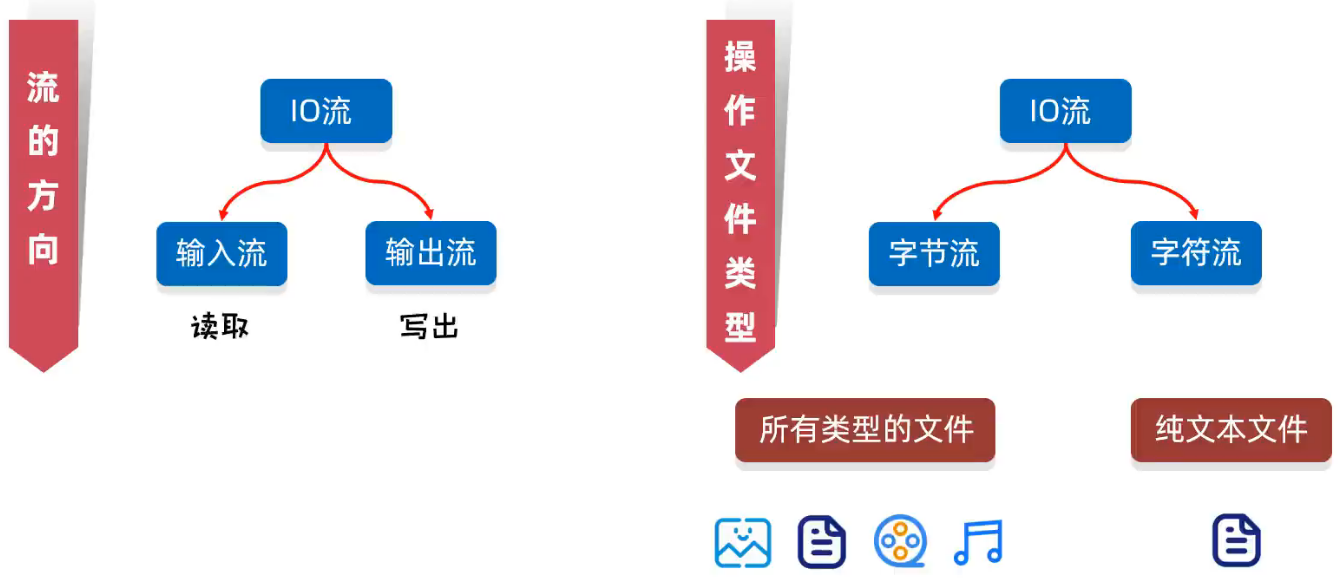 流的方向
IO流
输入流
输出流
读取
写出
操作文件类型
IO流
字节流
字符流
所有类型的文件
纯文本文件